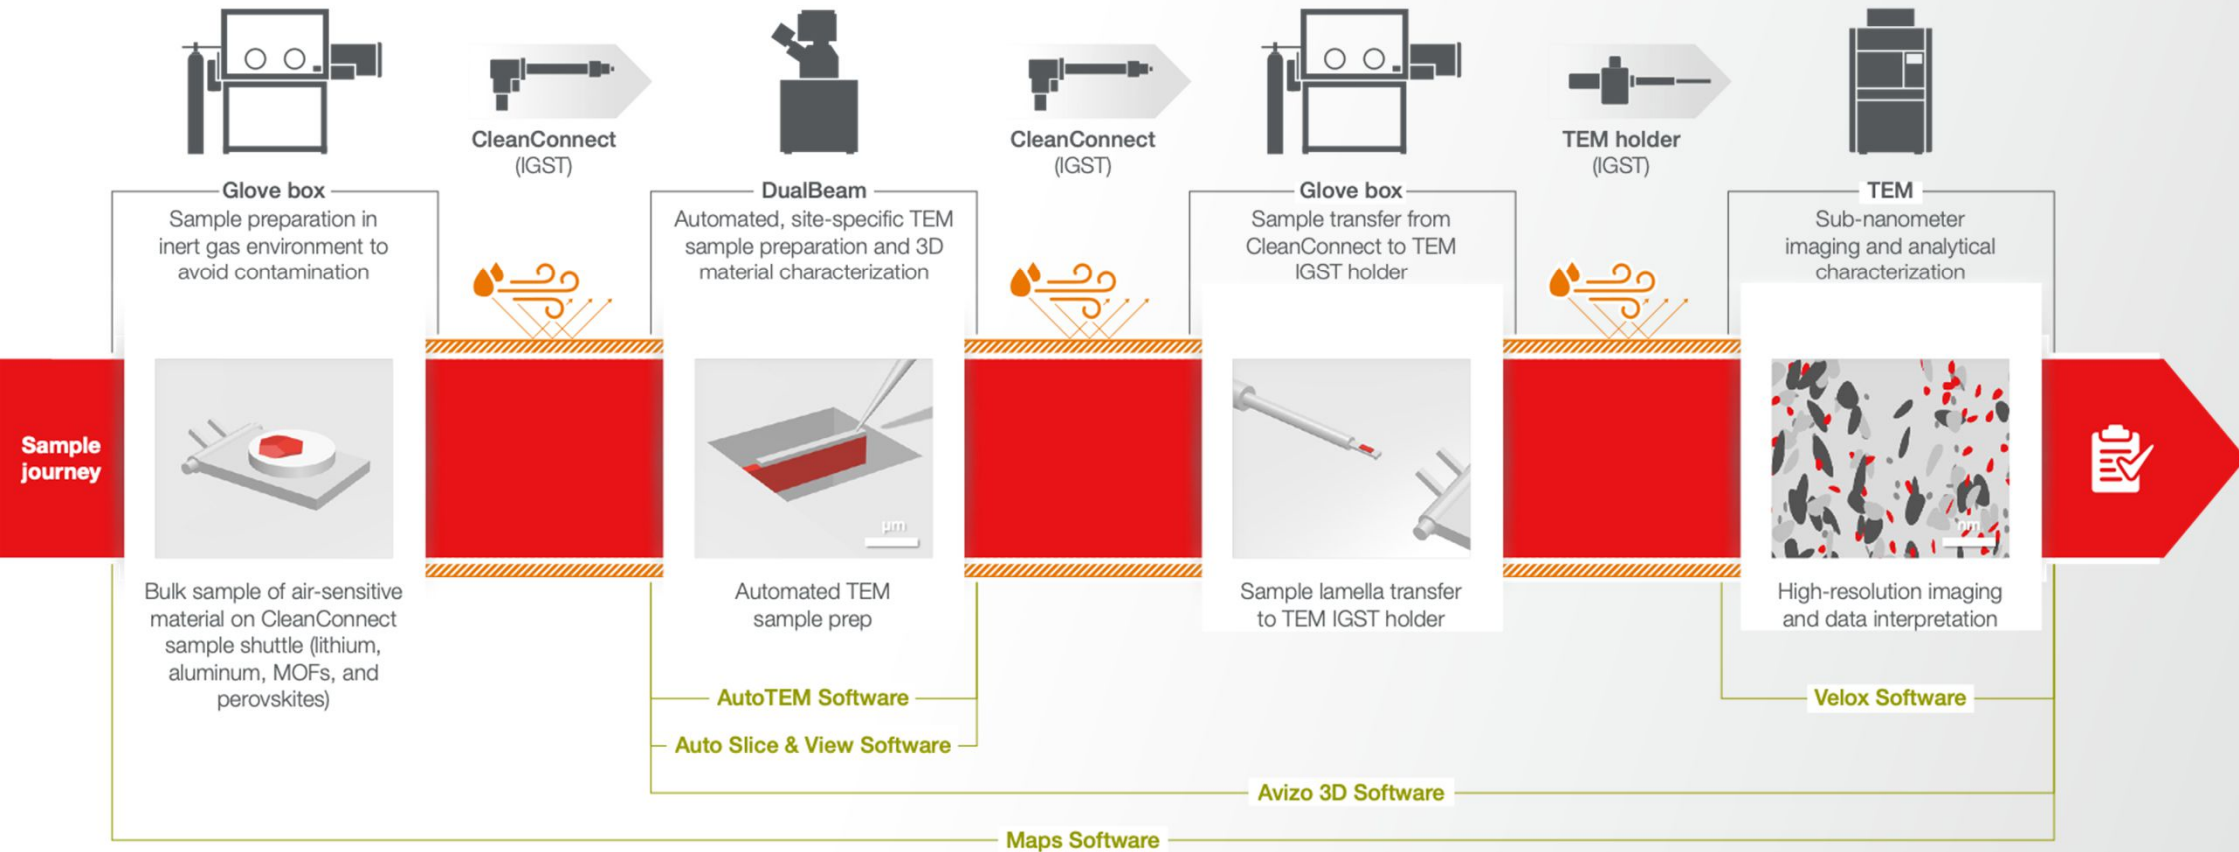 CleanConnect
(IGST)
CleanConnect
(IGST)
TEM holder
(IGST)
Glove box
Sample preparation in
inert gas environment to
avoid contamination
DualBeam
Automated, site-specific TEM
sample preparation and 3D
material characterization
Glove box
Sample transfer from
CleanConnect to TEM
IGST holder
TEM
Sub-nanometer
imaging and analytical
characterization
Sample
journey
µm
nm
Bulk sample of air-sensitive
material on CleanConnect
sample shuttle (lithium,
aluminum, MOFs, and
perovskites)
Automated TEM
sample prep
Sample lamella transfer
to TEM IGST holder
High-resolution imaging
and data interpretation
AutoTEM Software
Velox Software
Auto Slice & View Software
Avizo 3D Software
Maps Software